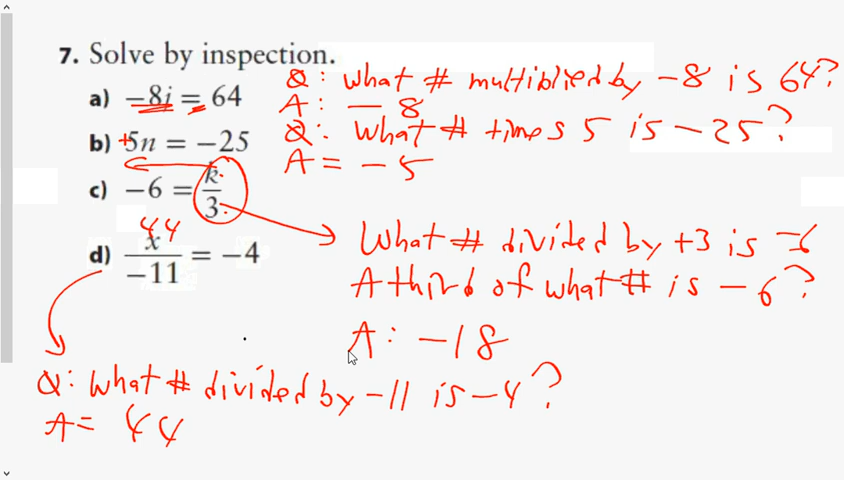 7. Solve by inspection.
Q: What # multiplied by -8 is 64?
a) -8i = 64
A: -8
Q: What # times 5 is -25?
b) +5n = -25
A = -5
c) -6 = k/3
What # divided by +3 is -6
44
d) x/-11 = -4
A third of what # is -6?
A: -18
Q: What # divided by -11 is -4?
A = 44